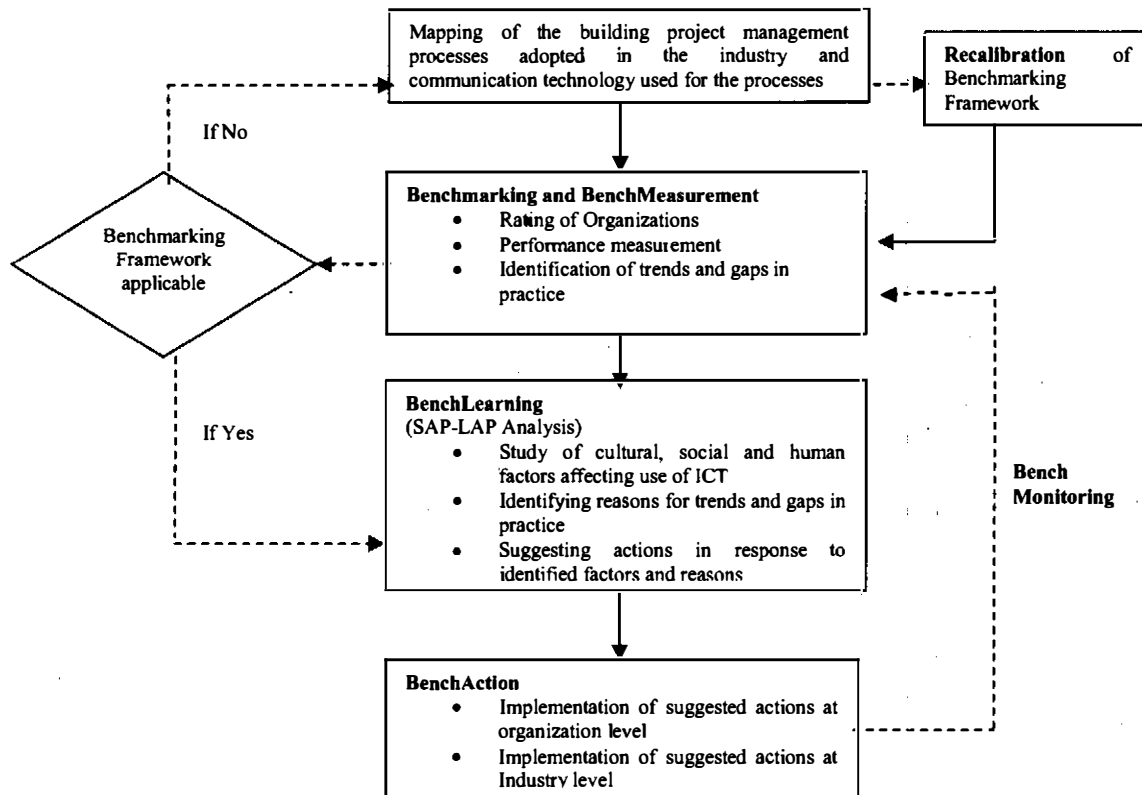 Mapping of the building project management
processes adopted in the industry and
communication technology used for the processes
Recalibration of
Benchmarking
Framework
If No
Benchmarking and BenchMeasurement
• Rating of Organizations
• Performance measurement
• Identification of trends and gaps in
practice
Benchmarking
Framework
applicable
If Yes
BenchLearning
(SAP-LAP Analysis)
• Study of cultural, social and human
factors affecting use of ICT
• Identifying reasons for trends and gaps in
practice
• Suggesting actions in response to
identified factors and reasons
Bench
Monitoring
BenchAction
• Implementation of suggested actions at
organization level
• Implementation of suggested actions at
Industry level